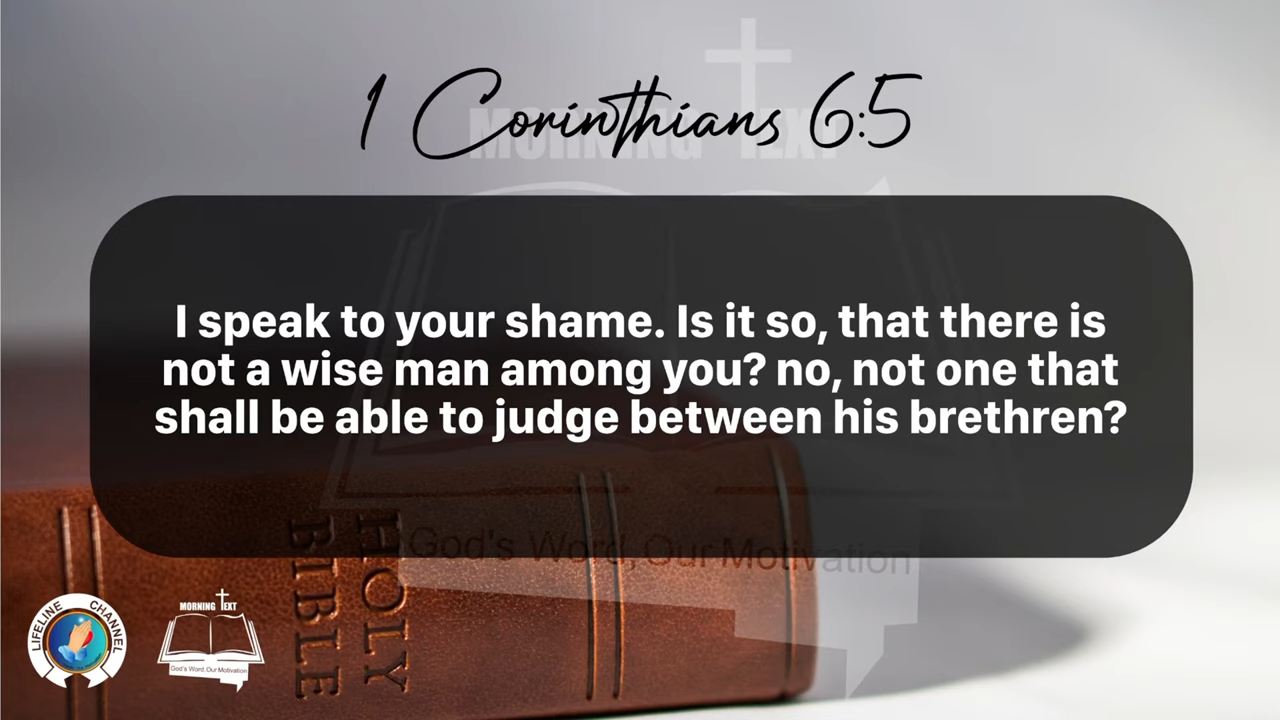 1 Corinthians 6:5
MORNING TEXT
I speak to your shame. Is it so, that there is
not a wise man among you? no, not one that
shall be able to judge between his brethren?
God's Word, Our Motivation
HOLY
BIBLE
LIFELINE CHANNEL
MORNING TEXT
God's Word, Our Motivation